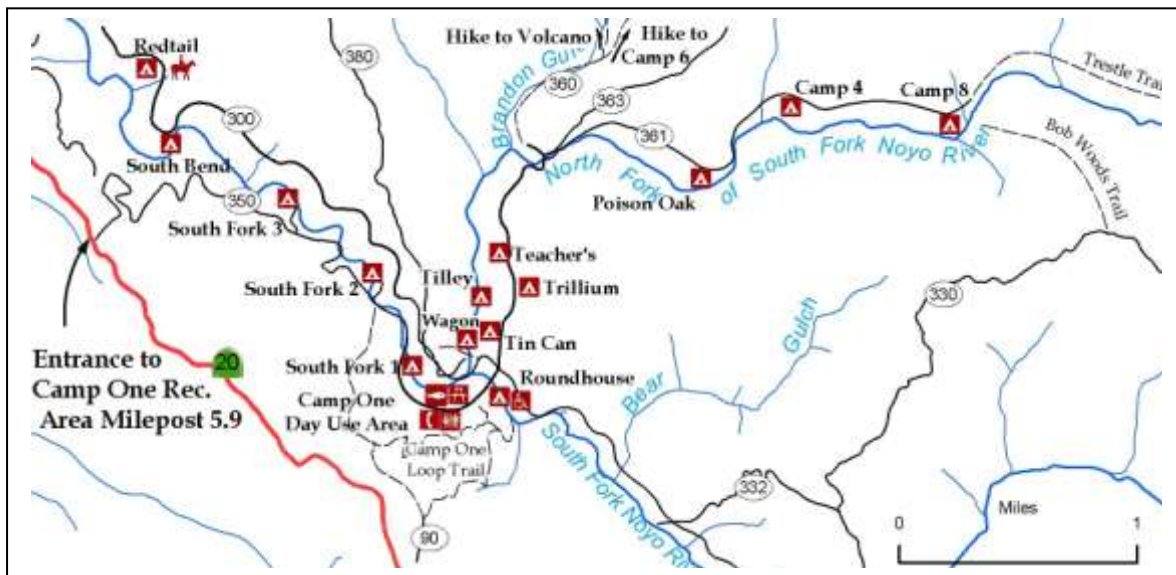 Redtail
380
Hike to Volcano
Hike to
Camp 6
Brandon Gulch
360
363
Camp 4
Camp 8
Trestle Trail
300
361
South Bend
North Fork of South Fork Noyo River
Bob Woods Trail
350
Poison Oak
South Fork 3
Teacher's
South Fork 2
Tilley
Trillium
330
Wagon
Tin Can
Gulch
Entrance to
Camp One Rec.
Area Milepost 5.9
20
South Fork 1
Roundhouse
Bear
Camp One
Day Use Area
Camp One
Loop Trail
South Fork Noyo River
332
90
Miles
0
1